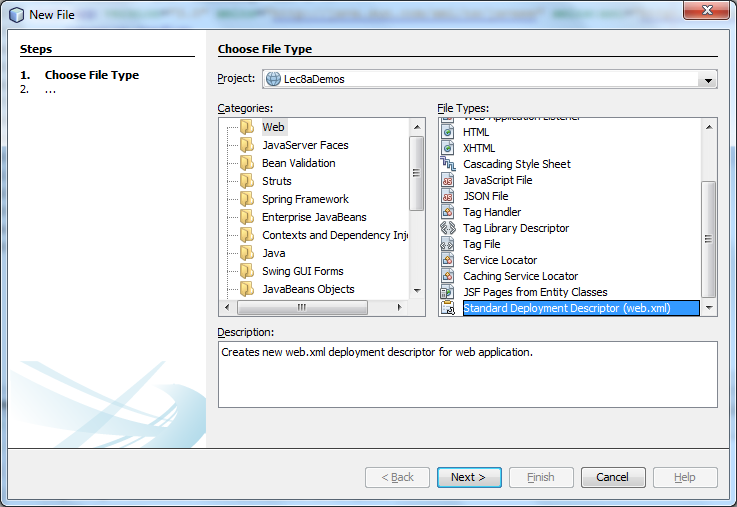 New File
Steps
1. Choose File Type
2. ...
Choose File Type
Project: Lec8aDemos
Categories:
Web
JavaServer Faces
Bean Validation
Struts
Spring Framework
Enterprise JavaBeans
Contexts and Dependency Inje
Java
Swing GUI Forms
JavaBeans Objects
File Types:
Web Application Listener
HTML
XHTML
Cascading Style Sheet
JavaScript File
JSON File
Tag Handler
Tag Library Descriptor
Tag File
Service Locator
Caching Service Locator
JSF Pages from Entity Classes
Standard Deployment Descriptor (web.xml)
Description:
Creates new web.xml deployment descriptor for web application.
< Back
Next >
Finish
Cancel
Help